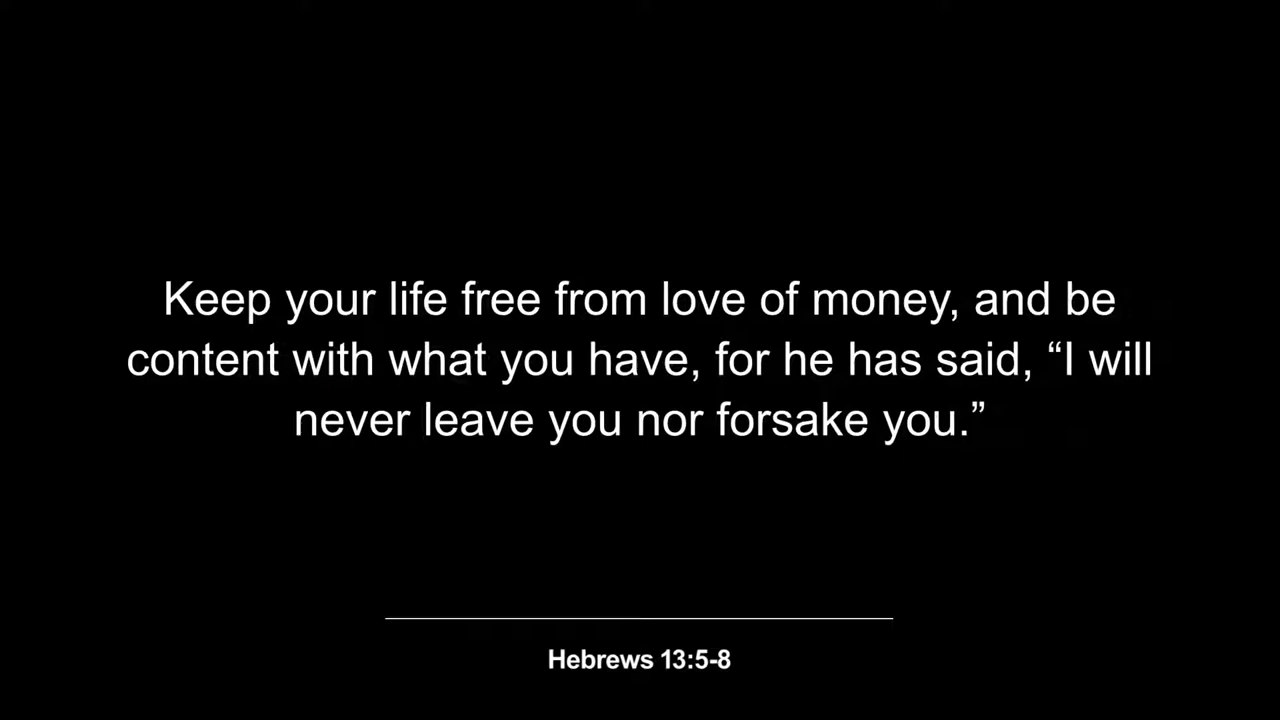 Keep your life free from love of money, and be
content with what you have, for he has said, “I will
never leave you nor forsake you.”
Hebrews 13:5-8